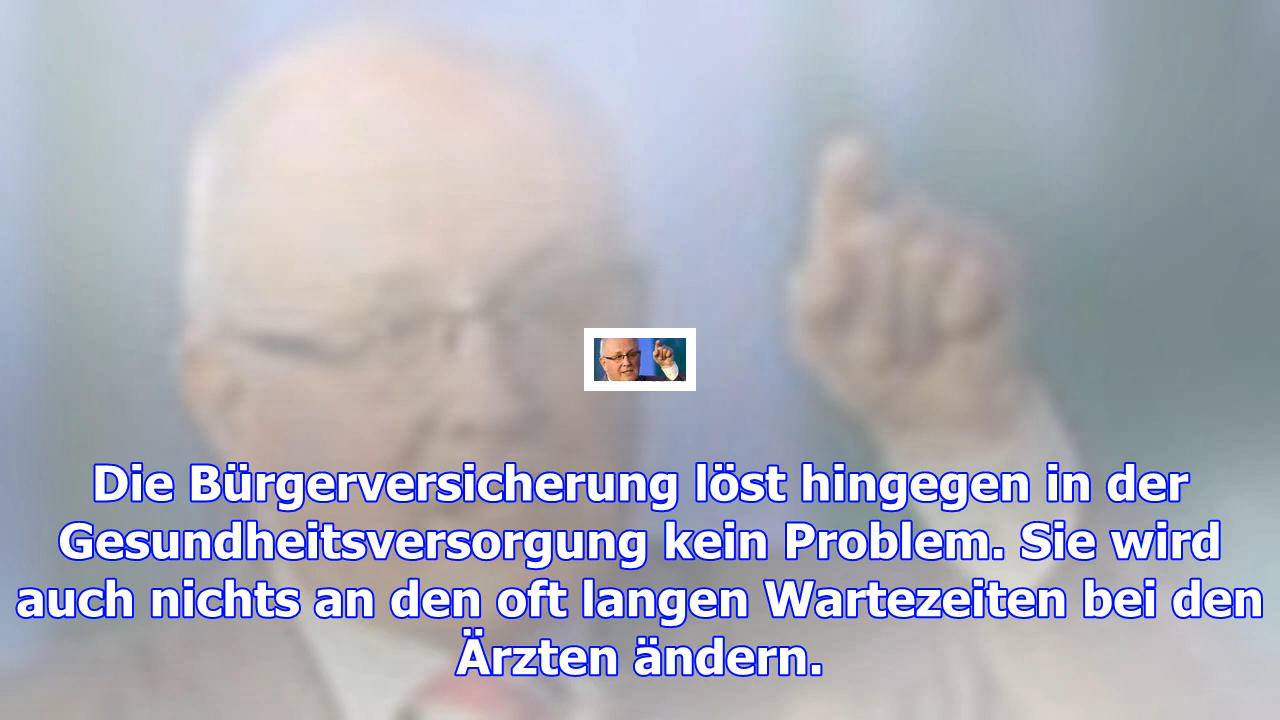 Die Bürgerversicherung löst hingegen in der
Gesundheitsversorgung kein Problem. Sie wird
auch nichts an den oft langen Wartezeiten bei den
Ärzten ändern.